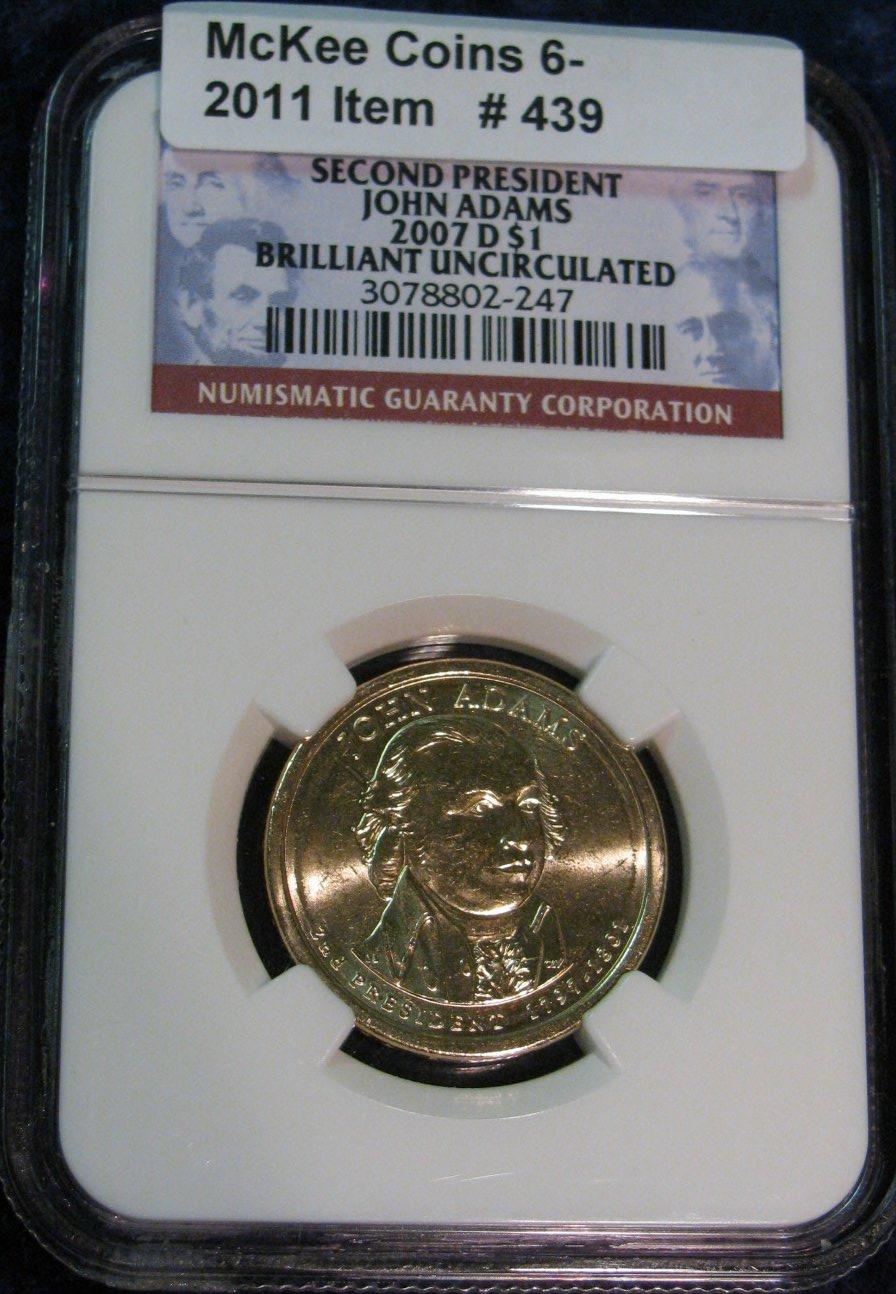 McKee Coins 6-
2011 Item # 439
SECOND PRESIDENT
JOHN ADAMS
2007 D $1
BRILLIANT UNCIRCULATED
3078802-247
NUMISMATIC GUARANTY CORPORATION
JOHN ADAMS
2nd PRESIDENT 1797-1801